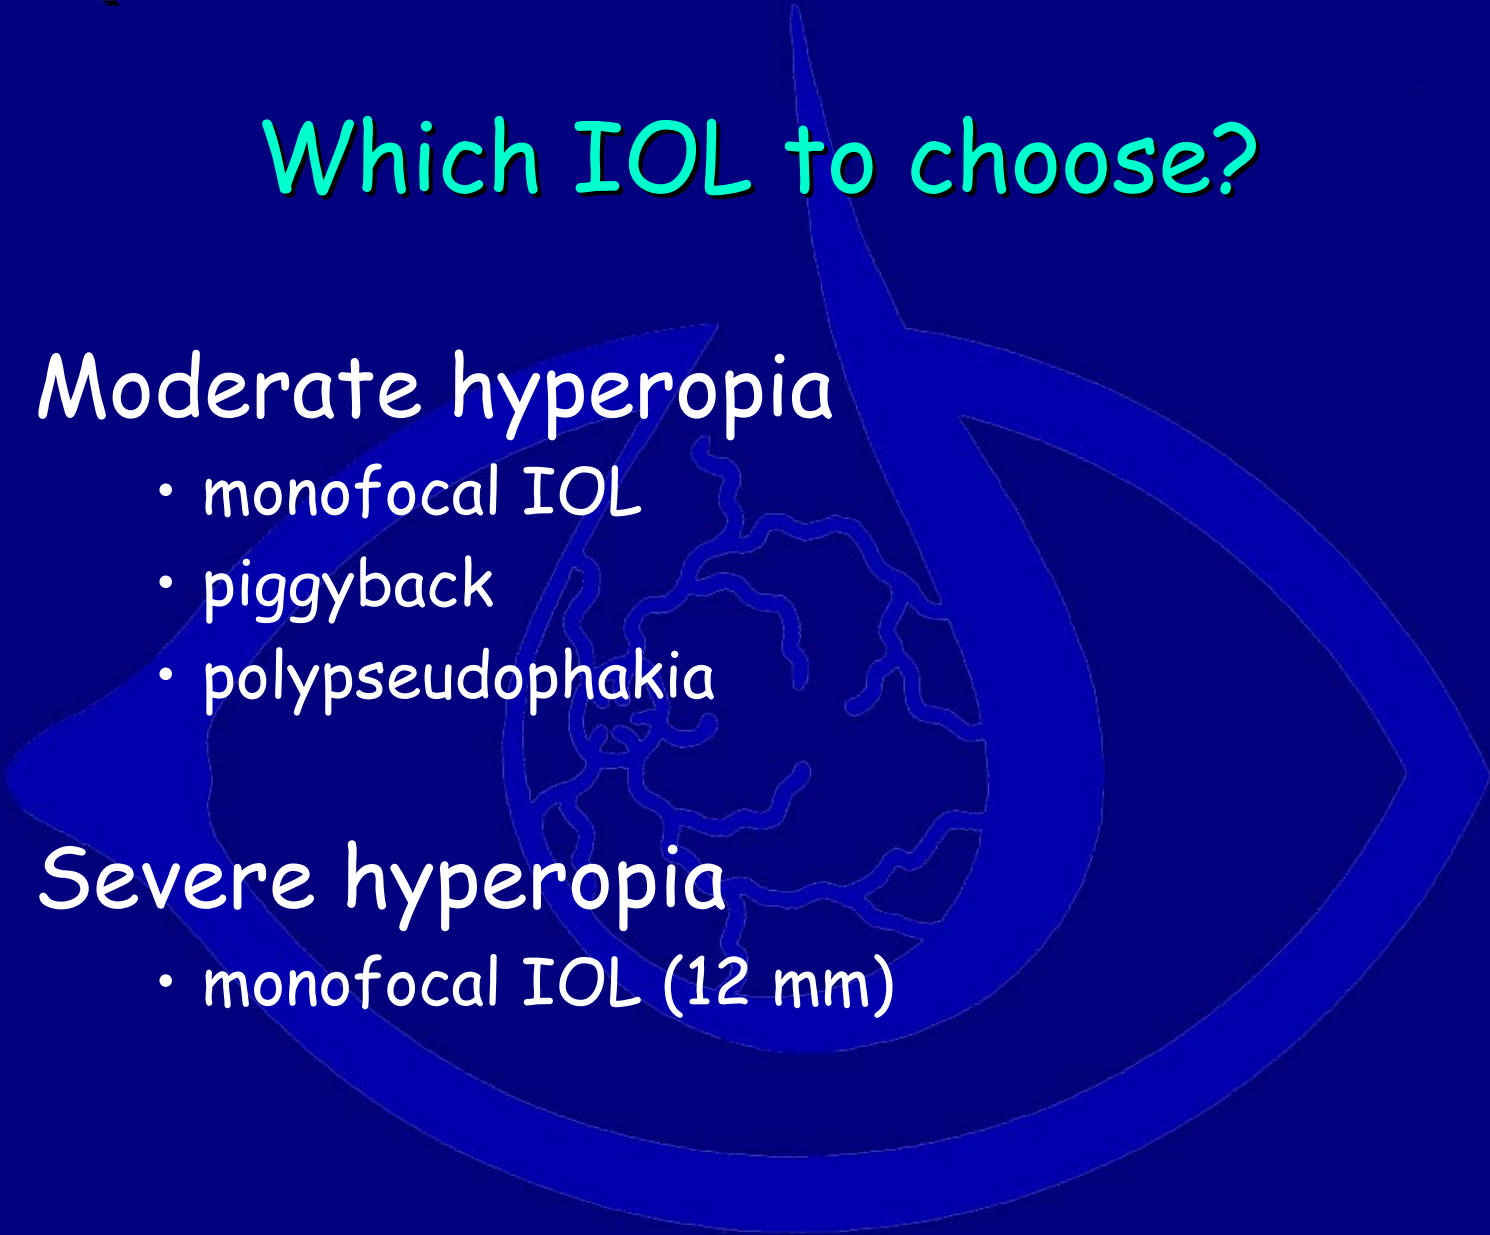 Which IOL to choose?
Moderate hyperopia
• monofocal IOL
• piggyback
• polypseudophakia
Severe hyperopia
• monofocal IOL (12 mm)